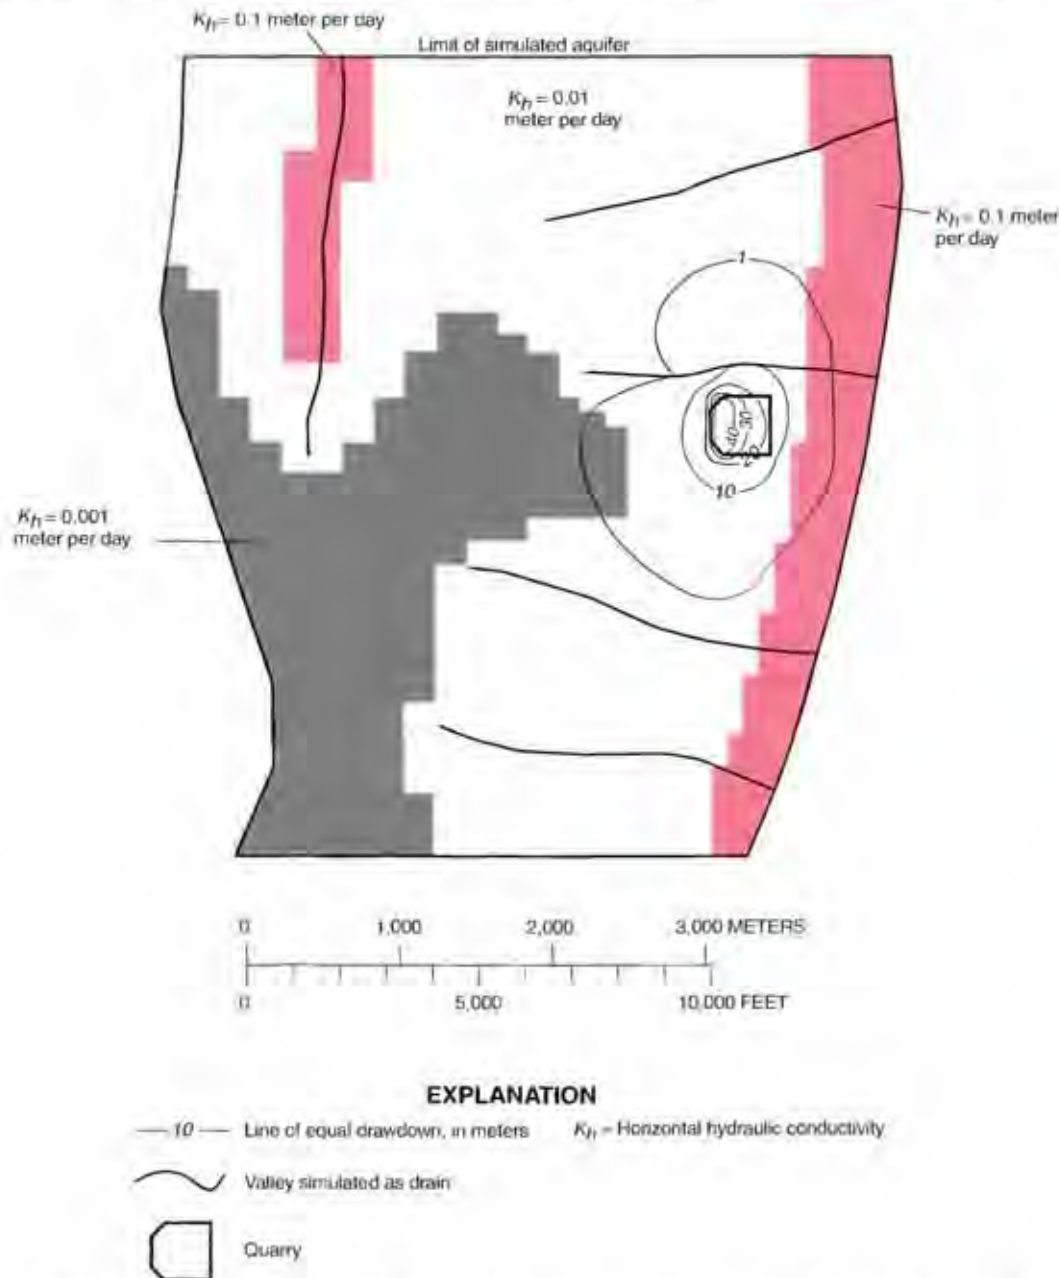 Kh = 0.1 meter per day
Limit of simulated aquifer
Kh = 0.01
meter per day
Kh = 0.1 meter
per day
1
30
40
10
Kh = 0.001
meter per day
0 1,000 2,000 3,000 METERS
0 5,000 10,000 FEET
EXPLANATION
10 Line of equal drawdown, in meters Kh = Horizontal hydraulic conductivity
Valley simulated as drain
Quarry